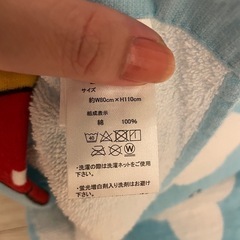 サイズ
約W80cm×H110cm
組成表示
綿 100%
40
W
・洗濯の際は洗濯ネットをご使用
下さい。
・蛍光増白剤入り洗剤はお避け
下さい。